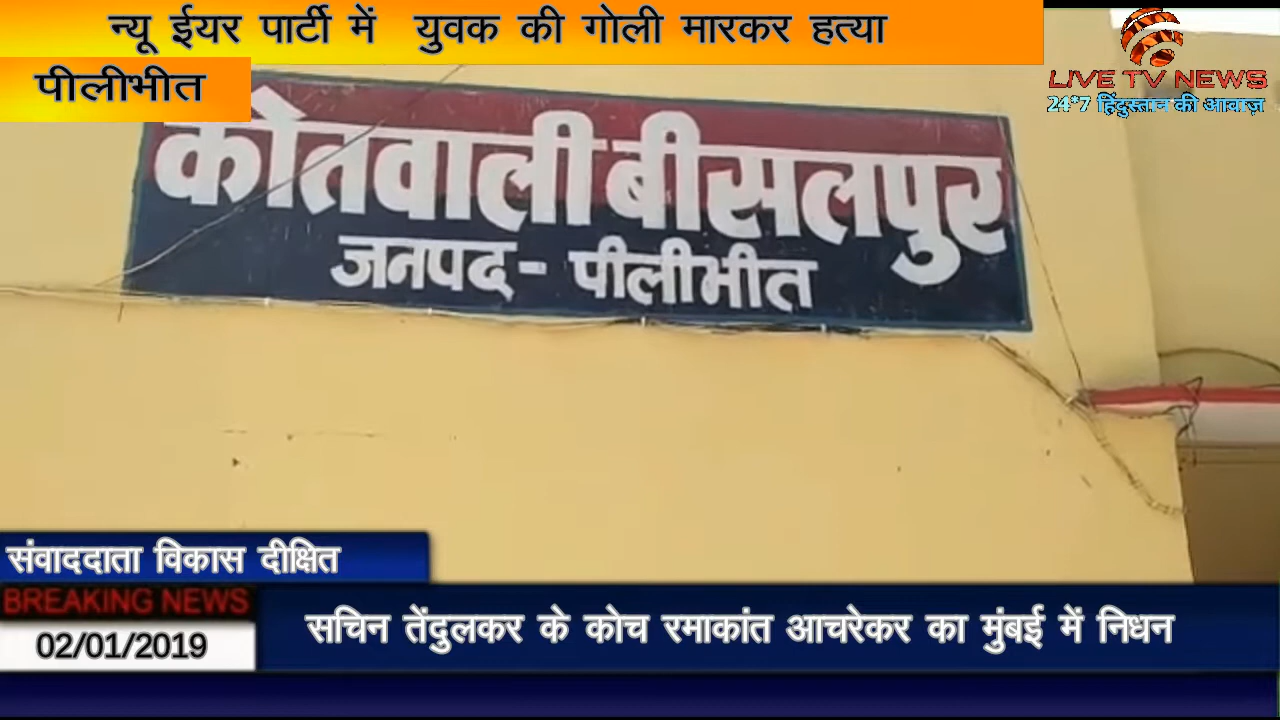 न्यू ईयर पार्टी में युवक की गोली मारकर हत्या
पीलीभीत
LIVE TV NEWS
24*7 हिंदुस्तान की आवाज़
कोतवाली बीसलपुर
जनपद - पीलीभीत
संवाददाता विकास दीक्षित
BREAKING NEWS
02/01/2019
सचिन तेंदुलकर के कोच रमाकांत आचरेकर का मुंबई में निधन